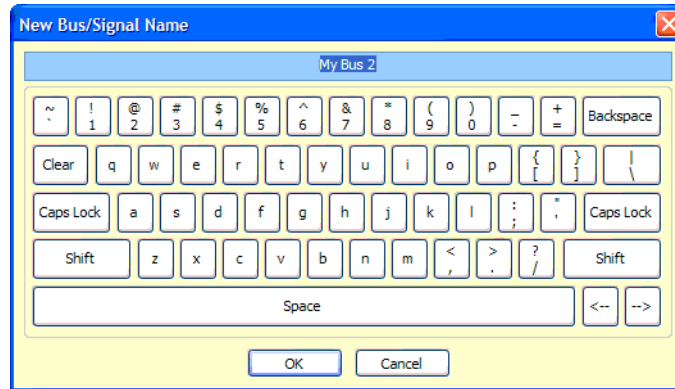 New Bus/Signal Name
My Bus 2
~ ! @ # $ % ^ & * ( ) _ +
` 1 2 3 4 5 6 7 8 9 0 - = Backspace
Clear q w e r t y u i o p { } |
[ ] \
Caps Lock a s d f g h j k l : " Caps Lock
; '
Shift z x c v b n m < > ? Shift
, . /
Space <-- -->
OK Cancel